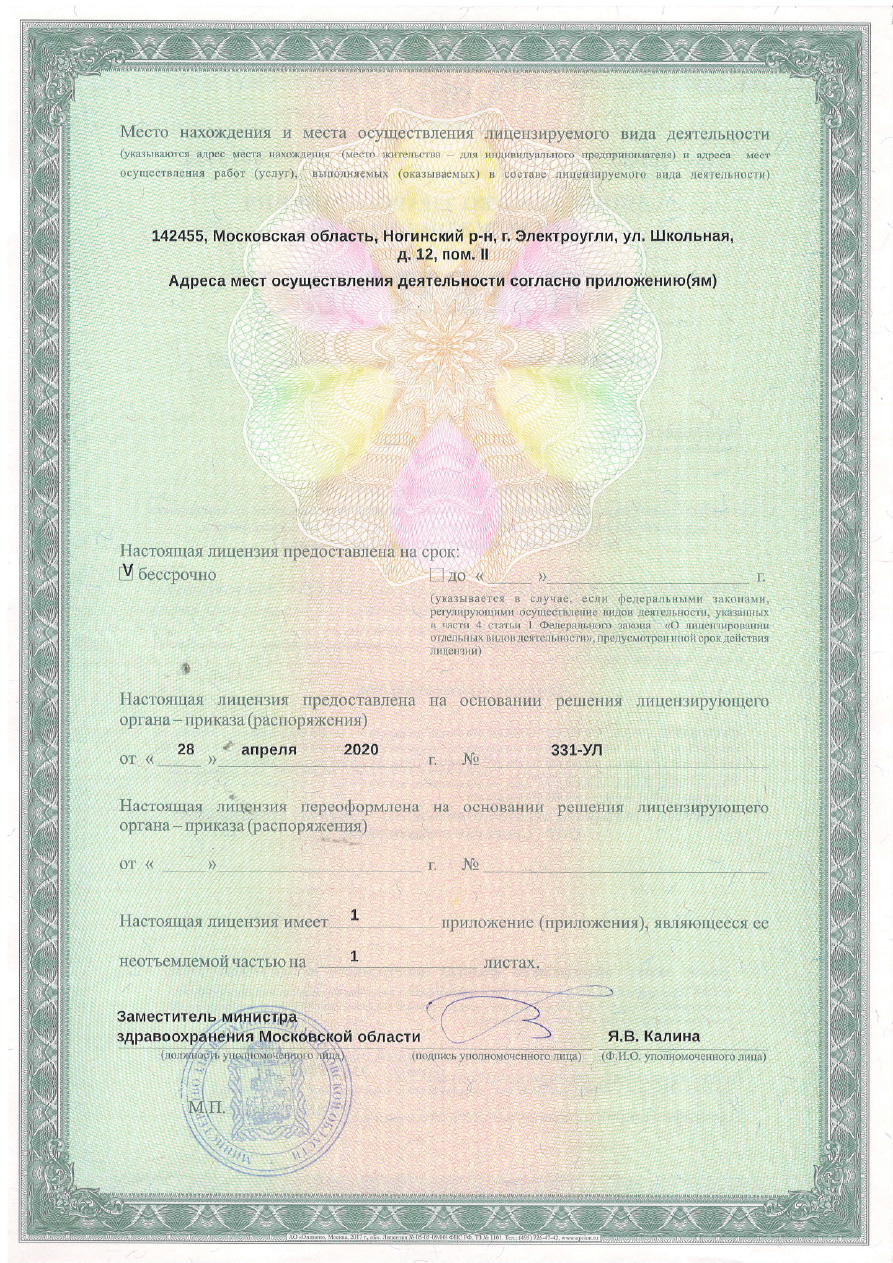 Место нахождения и места осуществления лицензируемого вида деятельности
(указываются адрес места нахождения (место жительства – для индивидуального предпринимателя) и адреса мест
осуществления работ (услуг), выполняемых (оказываемых) в составе лицензируемого вида деятельности)
142455, Московская область, Ногинский р-н, г. Электроугли, ул. Школьная,
д. 12, пом. II
Адреса мест осуществления деятельности согласно приложению(ям)
Настоящая лицензия предоставлена на срок:
V бессрочно
до « » г.
(указывается в случае, если федеральными законами,
регулирующими осуществление видов деятельности, указанных
в части 4 статьи 1 Федерального закона «О лицензировании
отдельных видов деятельности», предусмотрен иной срок действия
лицензии)
Настоящая лицензия предоставлена на основании решения лицензирующего
органа – приказа (распоряжения)
от « 28 » апреля 2020 г. № 331-УЛ
Настоящая лицензия переоформлена на основании решения лицензирующего
органа – приказа (распоряжения)
от « » г. №
Настоящая лицензия имеет 1 приложение (приложения), являющееся ее
неотъемлемой частью на 1 листах.
Заместитель министра
здравоохранения Московской области Я.В. Калина
(должность уполномоченного лица) (подпись уполномоченного лица) (Ф.И.О. уполномоченного лица)
М.П.